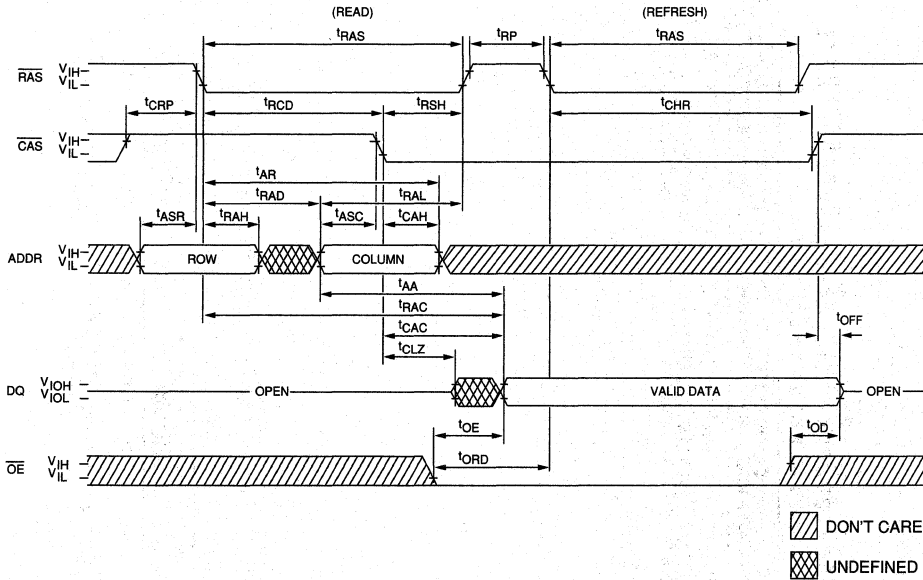 (READ) (REFRESH)
tRAS tRP tRAS
RAS VIH VIL
tCRP tRCD tRSH tCHR
CAS VIH VIL
tAR
tRAD tRAL
tASR tRAH tASC tCAH
ADDR VIH VIL ROW COLUMN
tAA
tRAC
tCAC tOFF
tCLZ
DQ VIOH VIOL OPEN VALID DATA OPEN
tOE tOD
tORD
OE VIH VIL
DON'T CARE
UNDEFINED